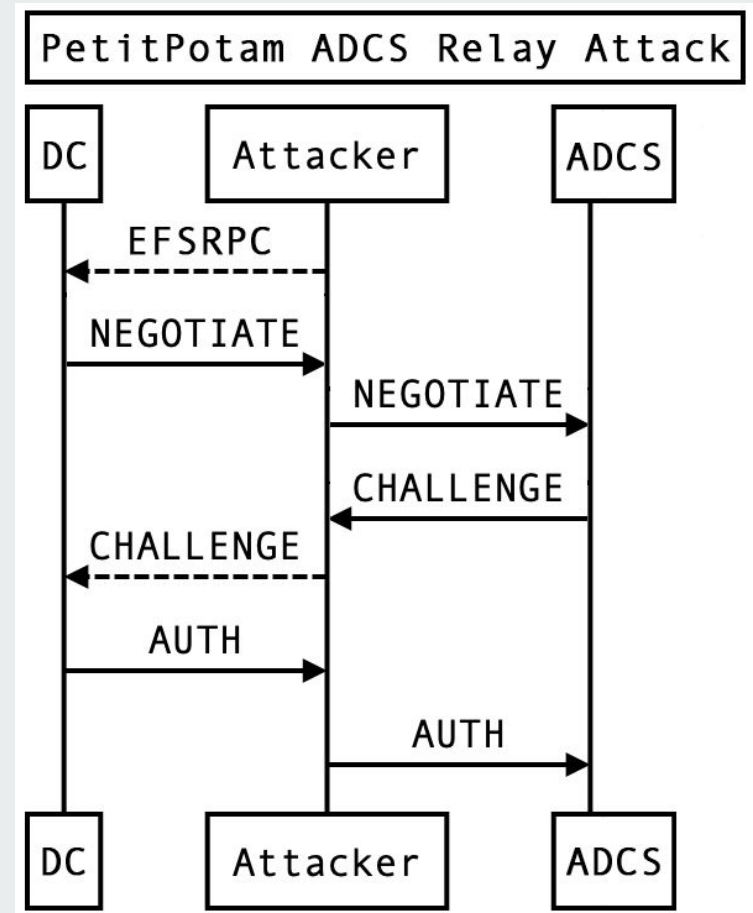 PetitPotam ADCS Relay Attack
DC Attacker ADCS
EFSRPC
NEGOTIATE
NEGOTIATE
CHALLENGE
CHALLENGE
AUTH
AUTH
DC Attacker ADCS